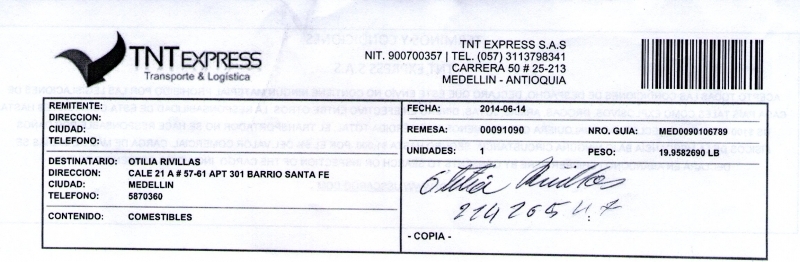 TNT EXPRESS
Transporte & Logística
TNT EXPRESS S.A.S
NIT. 900700357 | TEL. (057) 3113798341
CARRERA 50 # 25-213
MEDELLIN - ANTIOQUIA
REMITENTE:
DIRECCION:
CIUDAD:
TELEFONO:
DESTINATARIO: OTILIA RIVILLAS
DIRECCION: CALE 21 A # 57-61 APT 301 BARRIO SANTA FE
CIUDAD: MEDELLIN
TELEFONO: 5870360
CONTENIDO: COMESTIBLES
FECHA: 2014-06-14
REMESA: 00091090 NRO. GUIA: MED0090106789
UNIDADES: 1 PESO: 19.9582690 LB
Otilia
- COPIA -